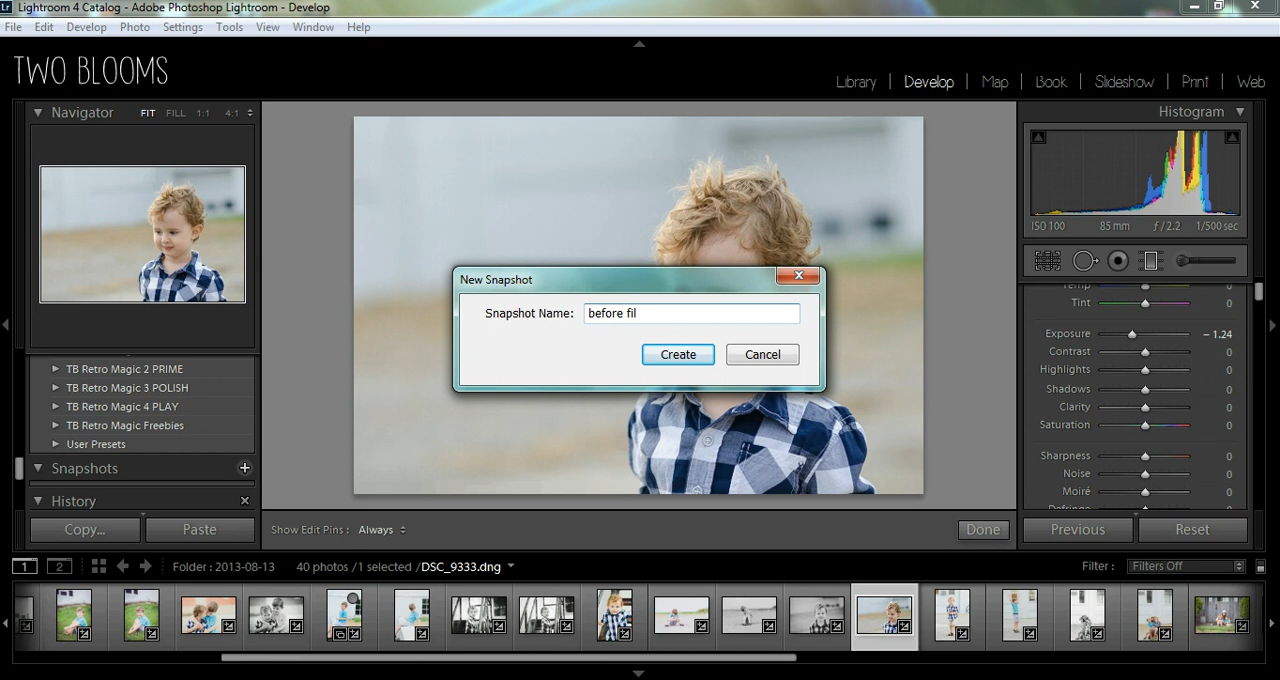 Lr Lightroom 4 Catalog - Adobe Photoshop Lightroom - Develop
File Edit Develop Photo Settings Tools View Window Help
TWO BLOOMS
Library | Develop | Map | Book | Slideshow | Print | Web
Navigator FIT FILL 1:1 4:1
Histogram
ISO 100 85 mm f / 2.2 1/500 sec
New Snapshot
Snapshot Name: before fil
Create Cancel
TB Retro Magic 2 PRIME
TB Retro Magic 3 POLISH
TB Retro Magic 4 PLAY
TB Retro Magic Freebies
User Presets
Snapshots
History
Copy... Paste
Temp 0
Tint 0
Exposure – 1.24
Contrast 0
Highlights 0
Shadows 0
Clarity 0
Saturation 0
Sharpness 0
Noise 0
Moiré 0
Defringe 0
Show Edit Pins : Always
Done
Previous Reset
1 2 Folder : 2013-08-13 40 photos /1 selected /DSC_9333.dng
Filter : Filters Off